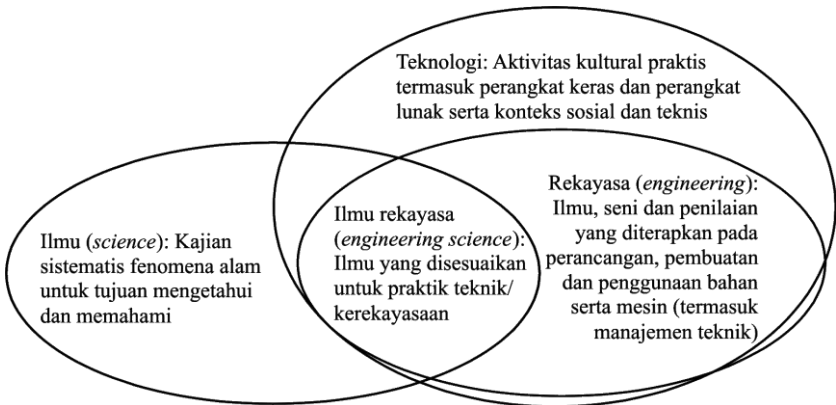 Teknologi: Aktivitas kultural praktis
termasuk perangkat keras dan perangkat
lunak serta konteks sosial dan teknis
Ilmu (science): Kajian
sistematis fenomena alam
untuk tujuan mengetahui
dan memahami
Ilmu rekayasa
(engineering science):
Ilmu yang disesuaikan
untuk praktik teknik/
kerekayasaan
Rekayasa (engineering):
Ilmu, seni dan penilaian
yang diterapkan pada
perancangan, pembuatan
dan penggunaan bahan
serta mesin (termasuk
manajemen teknik)